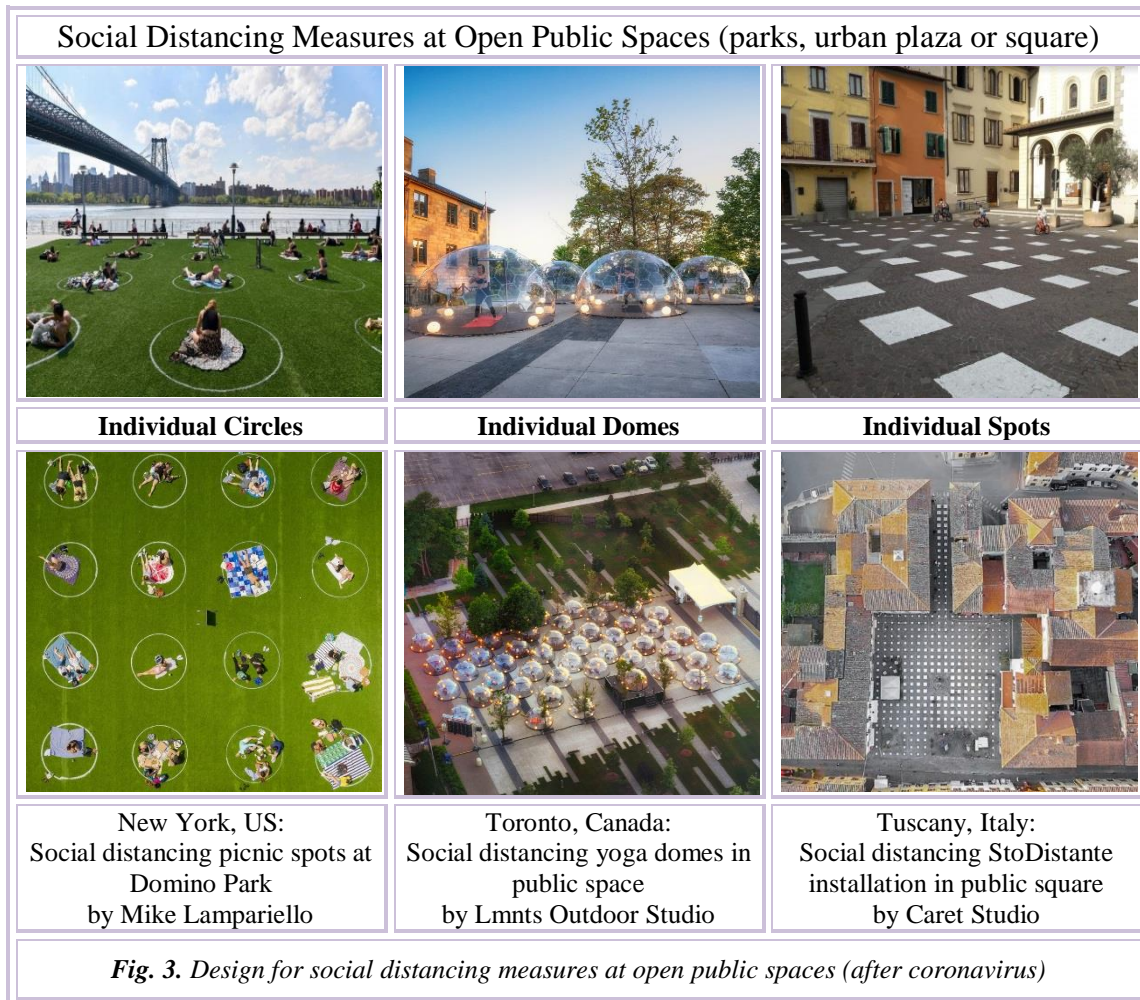 Social Distancing Measures at Open Public Spaces (parks, urban plaza or square)
Individual Circles
Individual Domes
Individual Spots
New York, US:
Social distancing picnic spots at
Domino Park
by Mike Lampariello
Toronto, Canada:
Social distancing yoga domes in
public space
by Lmnts Outdoor Studio
Tuscany, Italy:
Social distancing StoDistante
installation in public square
by Caret Studio
Fig. 3. Design for social distancing measures at open public spaces (after coronavirus)